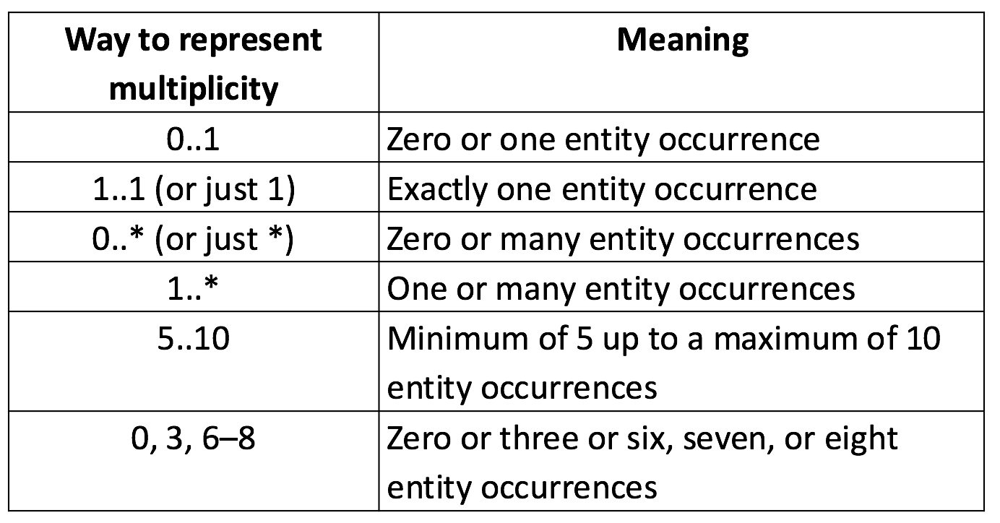 Way to represent
multiplicity
Meaning
0..1
Zero or one entity occurrence
1..1 (or just 1)
Exactly one entity occurrence
0..* (or just *)
Zero or many entity occurrences
1..*
One or many entity occurrences
5..10
Minimum of 5 up to a maximum of 10
entity occurrences
0, 3, 6–8
Zero or three or six, seven, or eight
entity occurrences